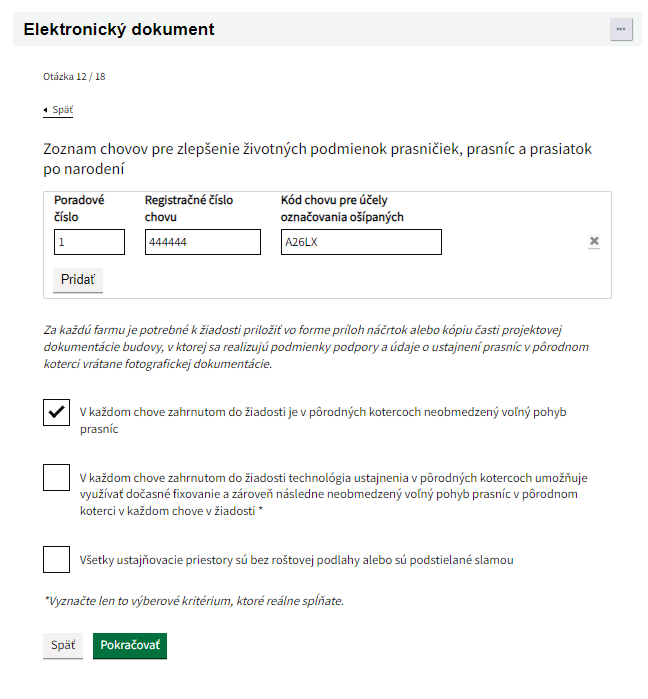 Elektronický dokument
Otázka 12 / 18
Späť
Zoznam chovov pre zlepšenie životných podmienok prasničiek, prasníc a prasiatok
po narodení
Poradové
číslo
Registračné číslo
chovu
Kód chovu pre účely
označovania ošípaných
1
444444
A26LX
Pridať
Za každú farmu je potrebné k žiadosti priložiť vo forme príloh náčrtok alebo kópiu časti projektovej
dokumentácie budovy, v ktorej sa realizujú podmienky podpory a údaje o ustajnení prasníc v pôrodnom
koterci vrátane fotografickej dokumentácie.
V každom chove zahrnutom do žiadosti je v pôrodných kotercoch neobmedzený voľný pohyb
prasníc
V každom chove zahrnutom do žiadosti technológia ustajnenia v pôrodných kotercoch umožňuje
využívať dočasné fixovanie a zároveň následne neobmedzený voľný pohyb prasníc v pôrodnom
koterci v každom chove v žiadosti *
Všetky ustajňovacie priestory sú bez roštovej podlahy alebo sú podstielané slamou
*Vyznačte len to výberové kritérium, ktoré reálne spĺňate.
Späť
Pokračovať